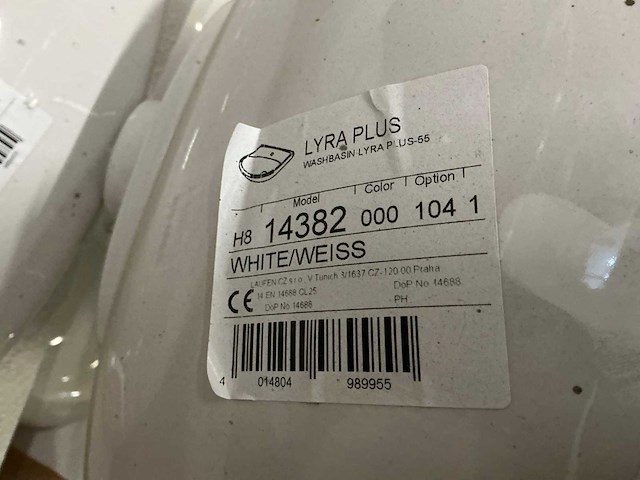 LYRA PLUS
WASHBASIN LYRA PLUS-55
Model Color Option
H8 14382 000 104 1
WHITE/WEISS
LAUFEN CZ s.r.o., V Tunich 3/1637 CZ-120 00 Praha
CE 14 EN 14688 CL25 DoP No 14688
DoP No 14688 PH
4 014804 989955